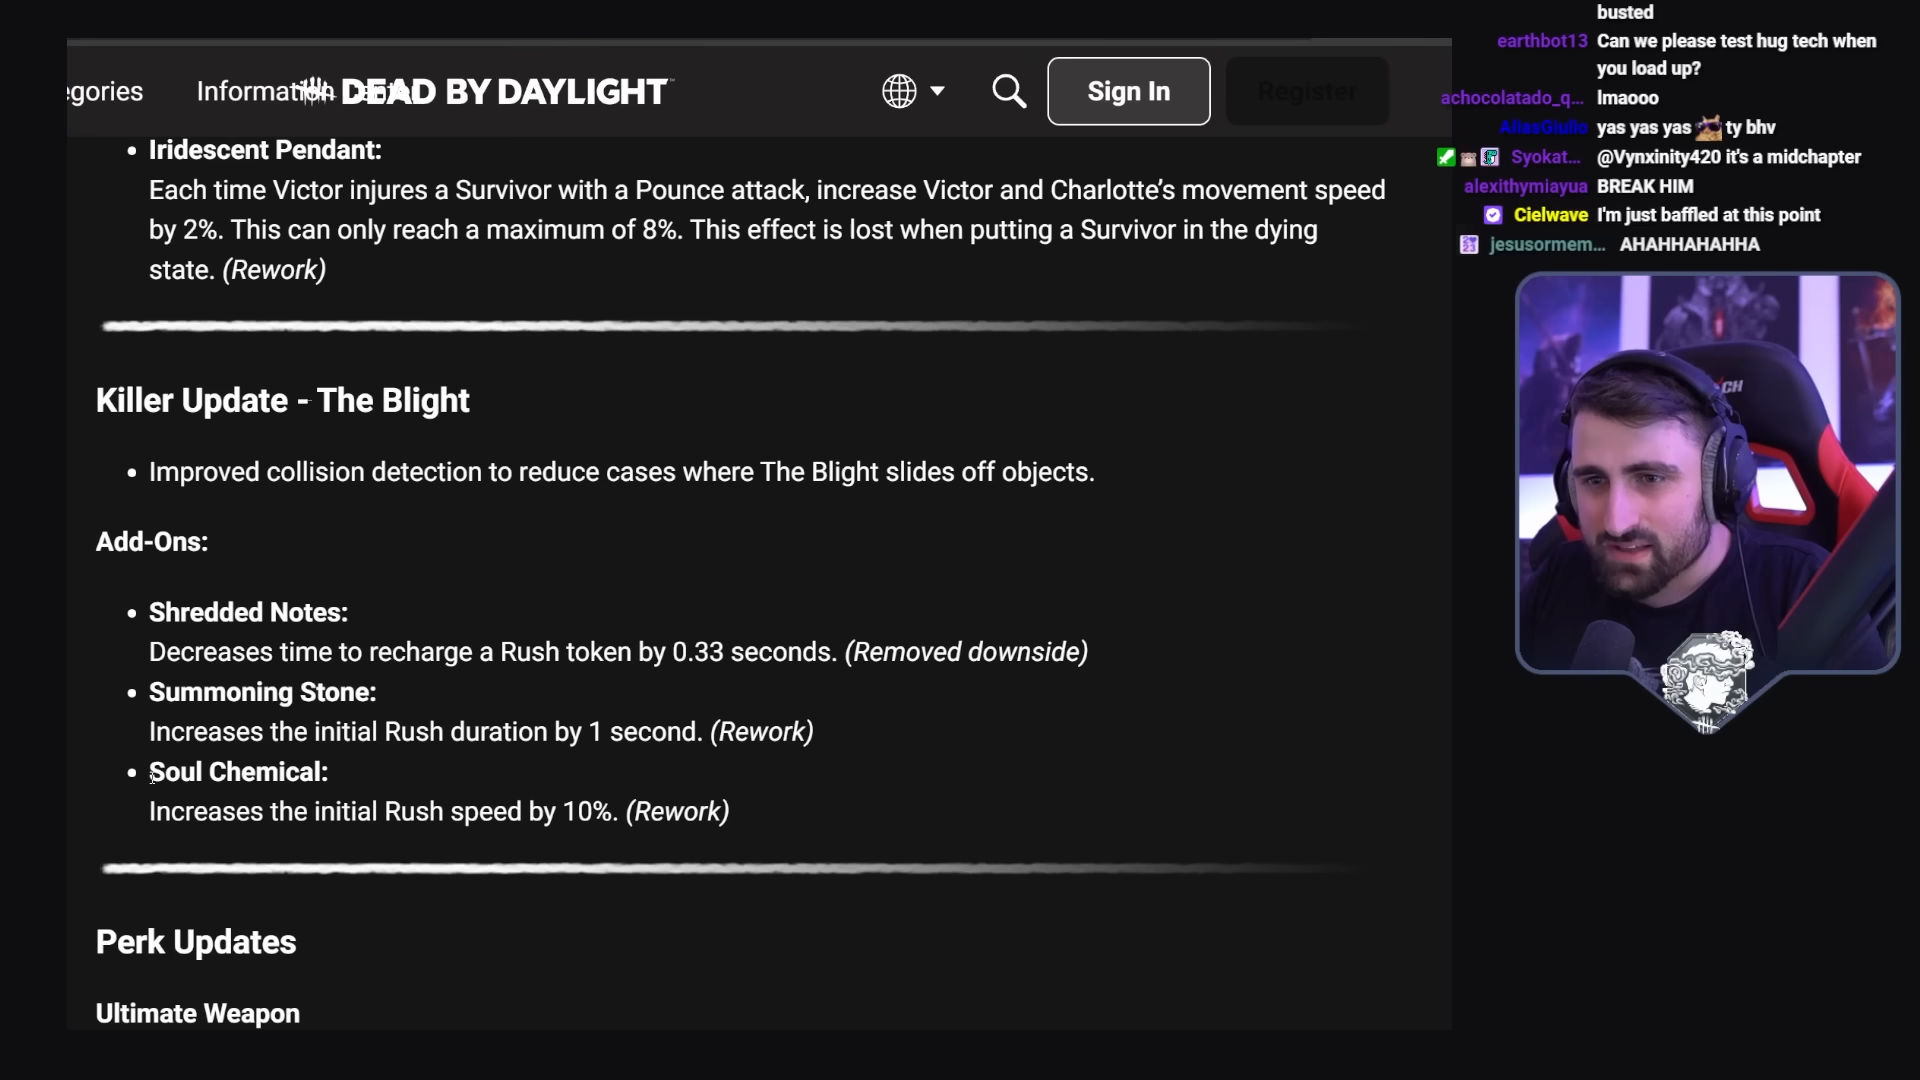 egories
Information
DEAD BY DAYLIGHT
Sign In
Register
Iridescent Pendant:
Each time Victor injures a Survivor with a Pounce attack, increase Victor and Charlotte's movement speed
by 2%. This can only reach a maximum of 8%. This effect is lost when putting a Survivor in the dying
state. (Rework)
Killer Update - The Blight
• Improved collision detection to reduce cases where The Blight slides off objects.
Add-Ons:
• Shredded Notes:
Decreases time to recharge a Rush token by 0.33 seconds. (Removed downside)
• Summoning Stone:
Increases the initial Rush duration by 1 second. (Rework)
• Soul Chemical:
Increases the initial Rush speed by 10%. (Rework)
Perk Updates
Ultimate Weapon
busted
earthbot13 Can we please test hug tech when
you load up?
achocolatado_q... lmaooo
AliasGiulio yas yas yas ty bhv
Syokat... @Vynxinity420 it's a midchapter
alexithymiayua BREAK HIM
Cielwave I'm just baffled at this point
jesusormem... AHAHHAHAHHA